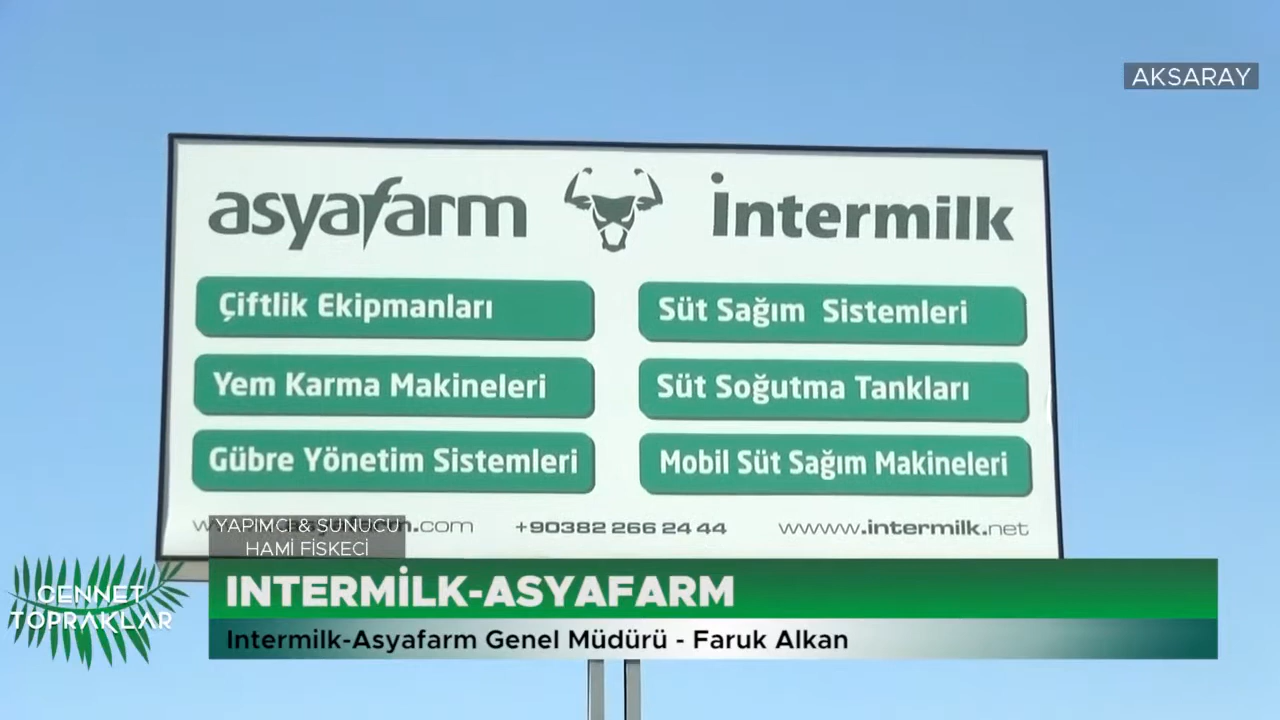 AKSARAY
asyafarm
intermilk
Çiftlik Ekipmanları
Süt Sağım Sistemleri
Yem Karma Makineleri
Süt Soğutma Tankları
Gübre Yönetim Sistemleri
Mobil Süt Sağım Makineleri
+90382 266 24 44
www.intermilk.net
YAPIMCI & SUNUCU
HAMİ FİSKECİ
CENNET
TOPRAKLAR
INTERMİLK-ASYAFARM
Intermilk-Asyafarm Genel Müdürü - Faruk Alkan